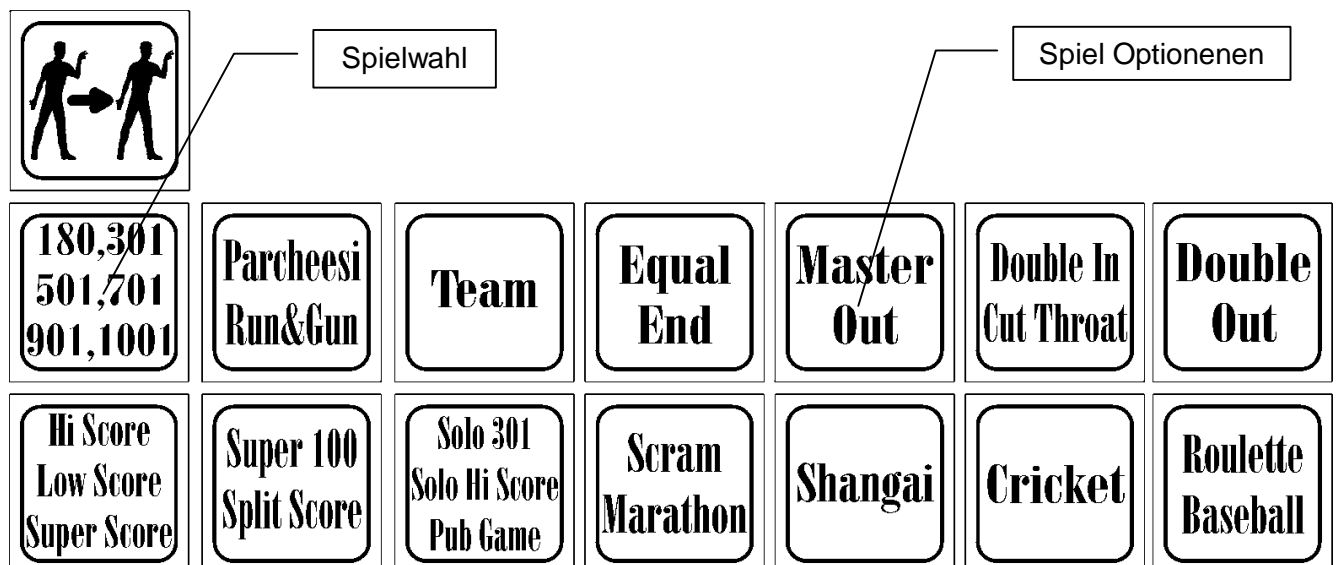 Spielwahl
Spiel Optionenen
180,301
501,701
901,1001
Parcheesi
Run&Gun
Team
Equal
End
Master
Out
Double In
Cut Throat
Double
Out
Hi Score
Low Score
Super Score
Super 100
Split Score
Solo 301
Solo Hi Score
Pub Game
Scram
Marathon
Shangai
Cricket
Roulette
Baseball